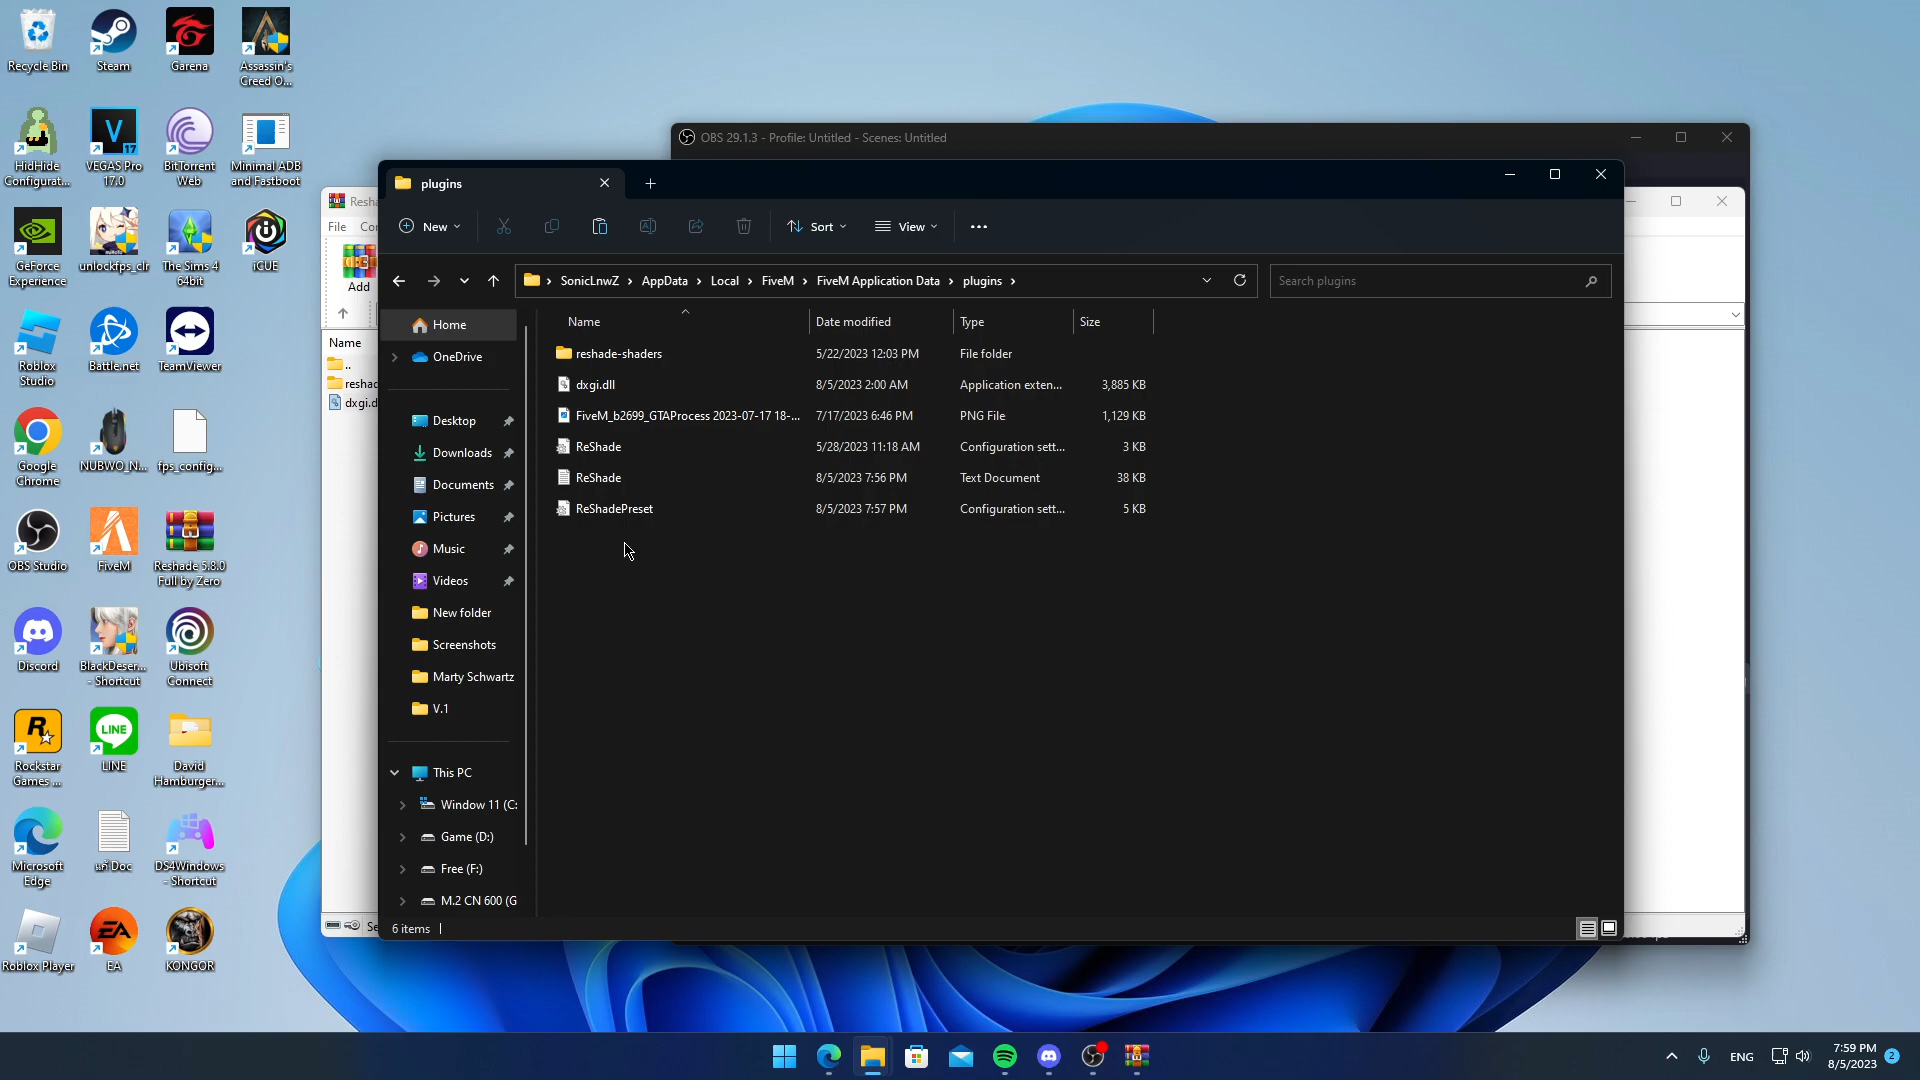 Recycle Bin
Steam
Garena
Assassin's
Creed O...
HidHide
Configurat...
VEGAS Pro
17.0
BitTorrent
Web
Minimal ADB
and Fastboot
GeForce
Experience
unlockfps_clr
The Sims 4
64bit
iCUE
Roblox
Studio
Battle.net
TeamViewer
Google
Chrome
NUBWO_N...
fps_config...
OBS Studio
FiveM
Reshade 5.8.0
Full by Zero
Discord
BlackDeser...
- Shortcut
Ubisoft
Connect
Rockstar
Games ...
LINE
David
Hamburger...
Microsoft
Edge
แก้ Doc
DS4Windows
- Shortcut
Roblox Player
EA
KONGOR
OBS 29.1.3 - Profile: Untitled - Scenes: Untitled
Resha
File Co
Add
Name
..
reshad
dxgi.d
Se
plugins
New
Sort
View
SonicLnwZ > AppData > Local > FiveM > FiveM Application Data > plugins >
Search plugins
Home
OneDrive
Desktop
Downloads
Documents
Pictures
Music
Videos
New folder
Screenshots
Marty Schwartz
V.1
This PC
Window 11 (C:
Game (D:)
Free (F:)
M.2 CN 600 (G
Name Date modified Type Size
reshade-shaders 5/22/2023 12:03 PM File folder
dxgi.dll 8/5/2023 2:00 AM Application exten... 3,885 KB
FiveM_b2699_GTAProcess 2023-07-17 18-... 7/17/2023 6:46 PM PNG File 1,129 KB
ReShade 5/28/2023 11:18 AM Configuration sett... 3 KB
ReShade 8/5/2023 7:56 PM Text Document 38 KB
ReShadePreset 8/5/2023 7:57 PM Configuration sett... 5 KB
6 items
ENG
7:59 PM
8/5/2023
2